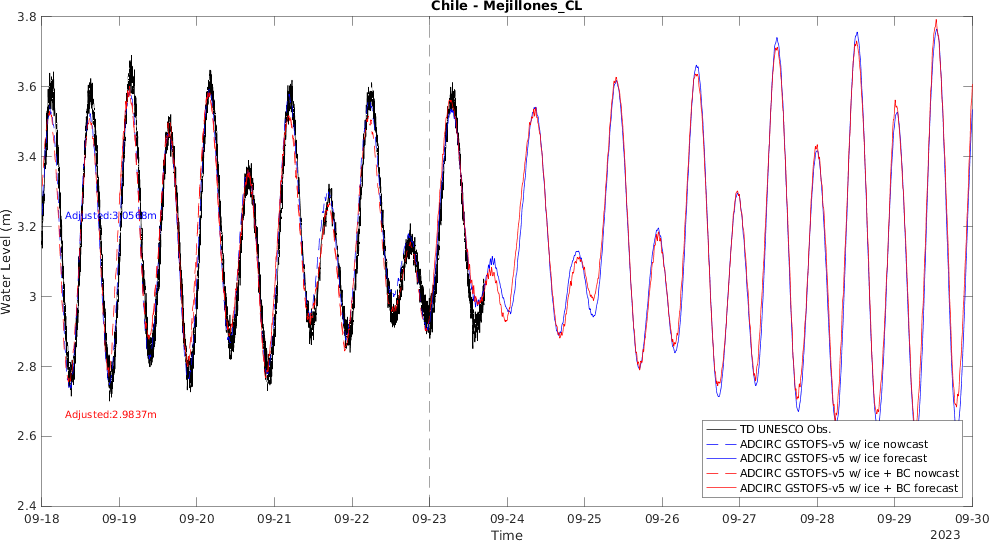 Chile - Mejillones_CL
3.8
3.6
3.4
3.2
3
2.8
2.6
2.4
Water Level (m)
Adjusted:3.0568m
Adjusted:2.9837m
TD UNESCO Obs.
ADCIRC GSTOFS-v5 w/ ice nowcast
ADCIRC GSTOFS-v5 w/ ice forecast
ADCIRC GSTOFS-v5 w/ ice + BC nowcast
ADCIRC GSTOFS-v5 w/ ice + BC forecast
09-18 09-19 09-20 09-21 09-22 09-23 09-24 09-25 09-26 09-27 09-28 09-29 09-30
Time
2023